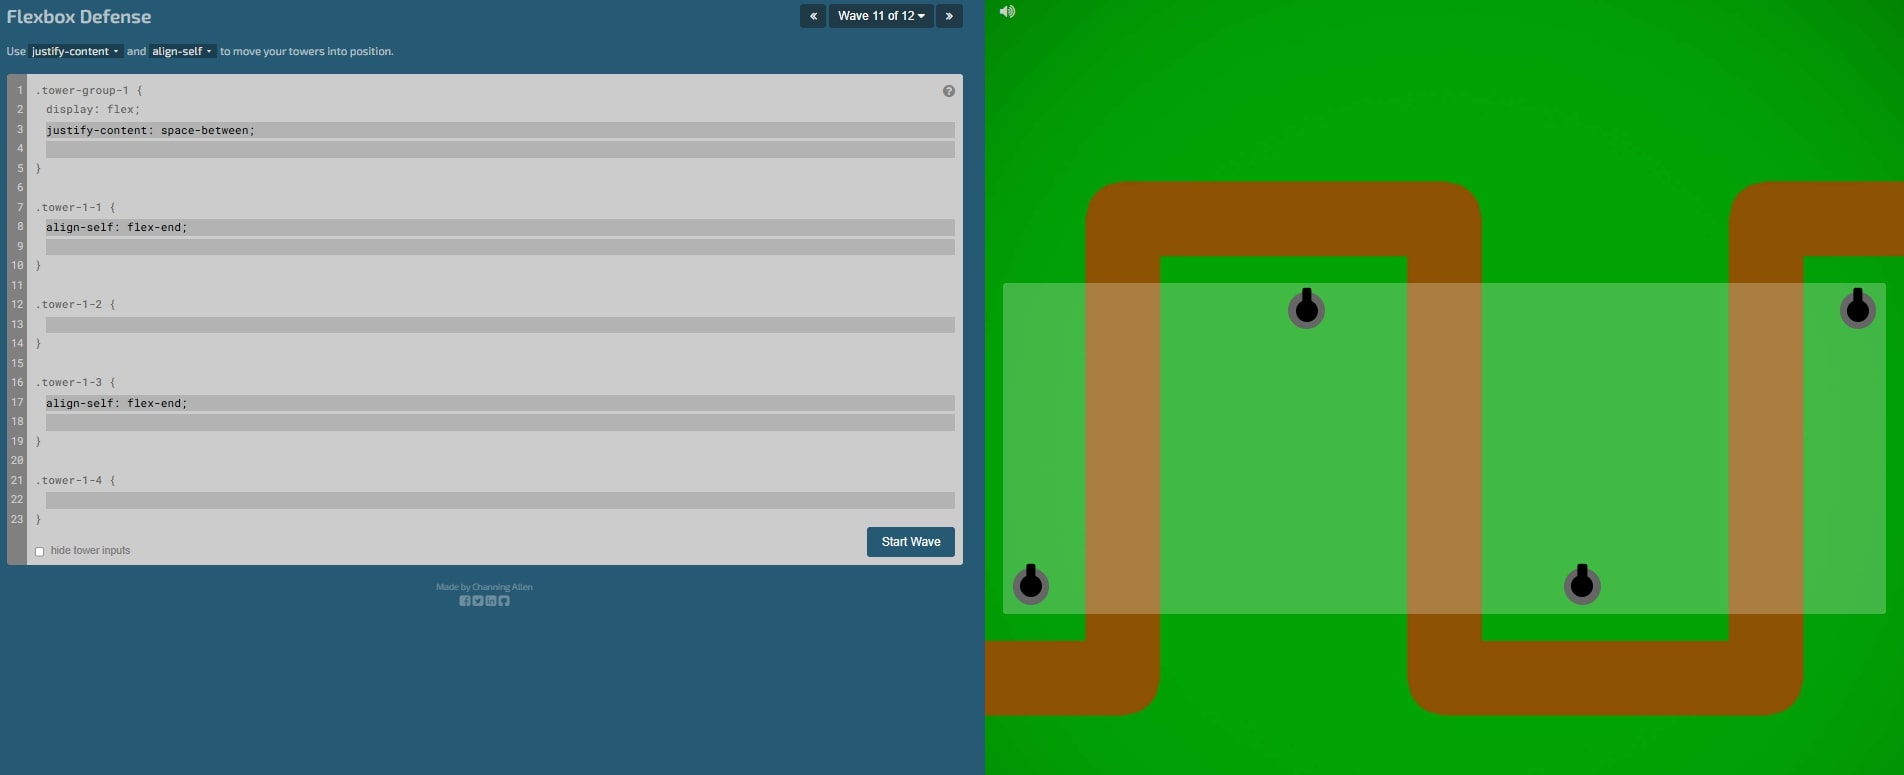 Flexbox Defense
« Wave 11 of 12 »
Use justify-content and align-self to move your towers into position.
1 .tower-group-1 { ?
2 display: flex;
3 justify-content: space-between;
4
5 }
6
7 .tower-1-1 {
8 align-self: flex-end;
9
10 }
11
12 .tower-1-2 {
13
14 }
15
16 .tower-1-3 {
17 align-self: flex-end;
18
19 }
20
21 .tower-1-4 {
22
23 }
hide tower inputs
Start Wave
Made by Channing Allen